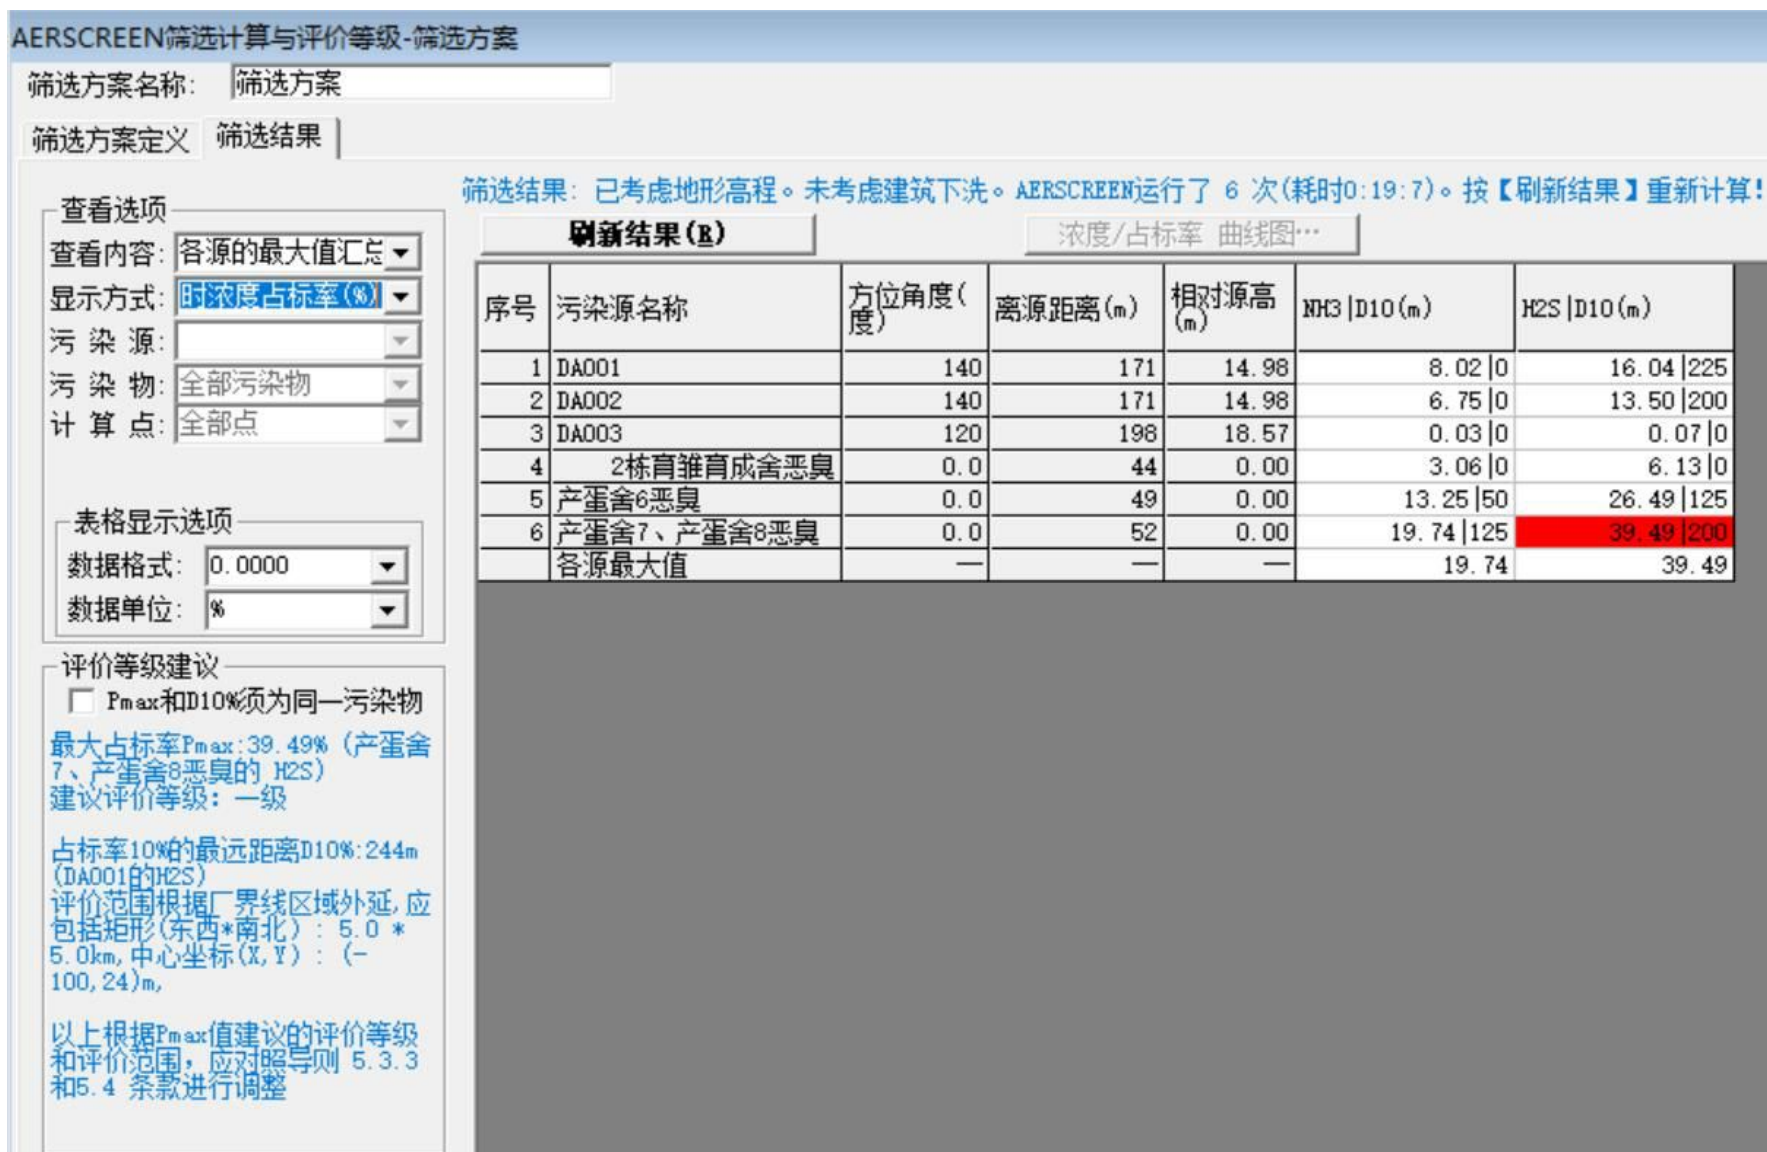 AERSCREEN筛选计算与评价等级-筛选方案
筛选方案名称: 筛选方案
筛选方案定义 筛选结果
筛选结果: 已考虑地形高程。未考虑建筑下洗。AERSCREEN运行了 6 次(耗时0:19:7)。按【刷新结果】重新计算!
刷新结果(R) 浓度/占标率 曲线图…
查看选项
查看内容: 各源的最大值汇总
显示方式: 时浓度占标率(%)
污 染 源:
污 染 物: 全部污染物
计 算 点: 全部点
表格显示选项
数据格式: 0.0000
数据单位: %
评价等级建议
Pmax和D10%须为同一污染物
最大占标率Pmax:39.49% (产蛋舍
7、产蛋舍8恶臭的 H2S)
建议评价等级: 一级
占标率10%的最远距离D10%:244m
(DA001的H2S)
评价范围根据厂界线区域外延,应
包括矩形(东西*南北): 5.0 *
5.0km,中心坐标(X,Y): (-
100,24)m,
以上根据Pmax值建议的评价等级
和评价范围,应对照导则 5.3.3
和5.4 条款进行调整
序号 污染源名称 方位角度(度) 离源距离(m) 相对源高(m) NH3|D10(m) H2S|D10(m)
1 DA001 140 171 14.98 8.02|0 16.04|225
2 DA002 140 171 14.98 6.75|0 13.50|200
3 DA003 120 198 18.57 0.03|0 0.07|0
4 2栋育雏育成舍恶臭 0.0 44 0.00 3.06|0 6.13|0
5 产蛋舍6恶臭 0.0 49 0.00 13.25|50 26.49|125
6 产蛋舍7、产蛋舍8恶臭 0.0 52 0.00 19.74|125 39.49|200
各源最大值 — — — 19.74 39.49